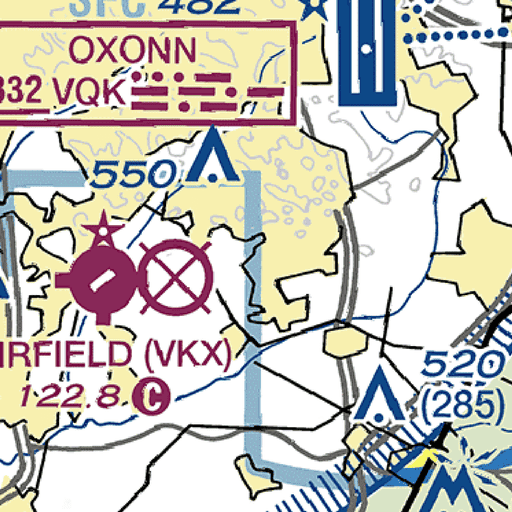 SFC 482
OXONN
332 VQK
550
IRFIELD (VKX)
122.8 C
520
(285)